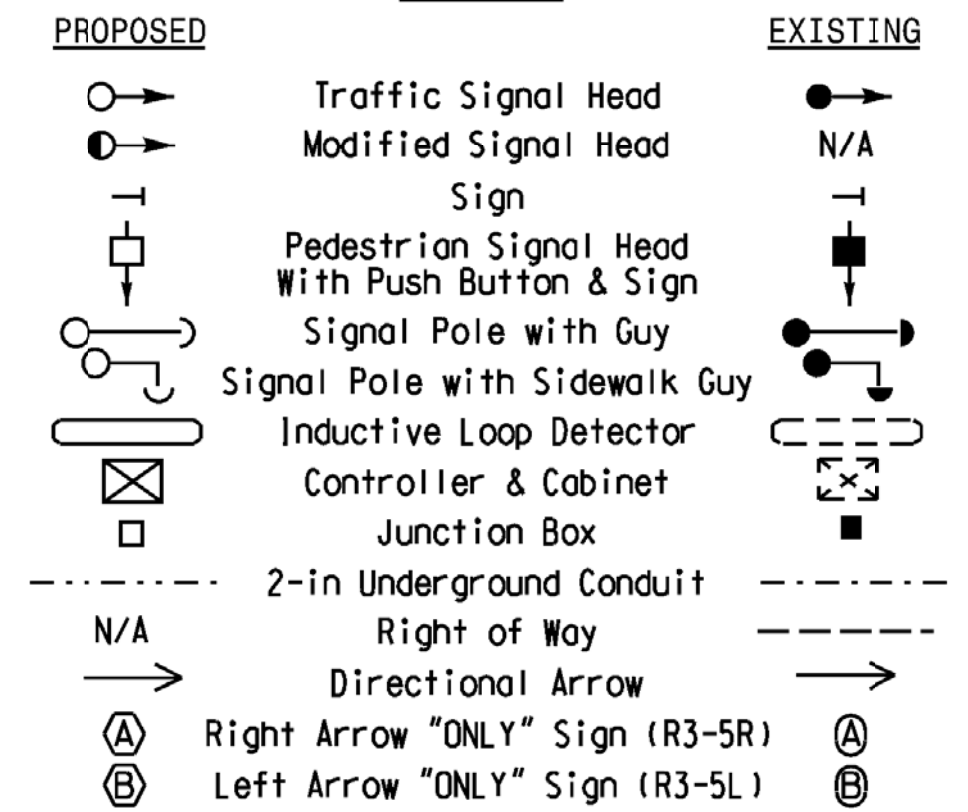 PROPOSED EXISTING
Traffic Signal Head
Modified Signal Head N/A
Sign
Pedestrian Signal Head
With Push Button & Sign
Signal Pole with Guy
Signal Pole with Sidewalk Guy
Inductive Loop Detector
Controller & Cabinet
Junction Box
2-in Underground Conduit
N/A Right of Way
Directional Arrow
A Right Arrow "ONLY" Sign (R3-5R) A
B Left Arrow "ONLY" Sign (R3-5L) B